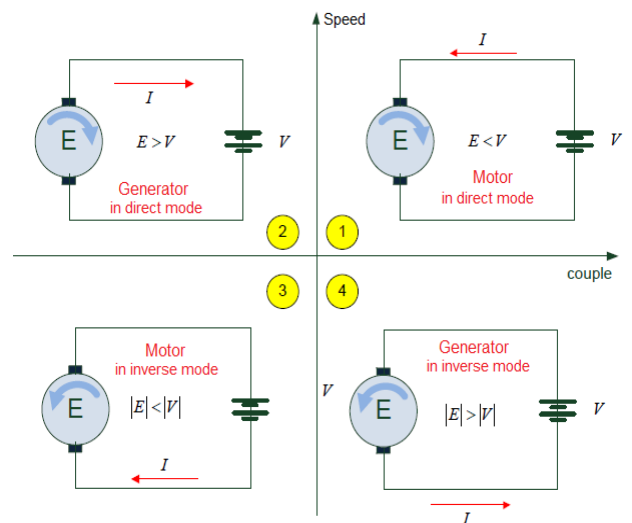 Speed
I
E
E > V
V
Generator
in direct mode
I
E
E < V
V
Motor
in direct mode
2
1
couple
3
4
Motor
in inverse mode
E
|E|<|V|
V
I
Generator
in inverse mode
E
|E|>|V|
V
I